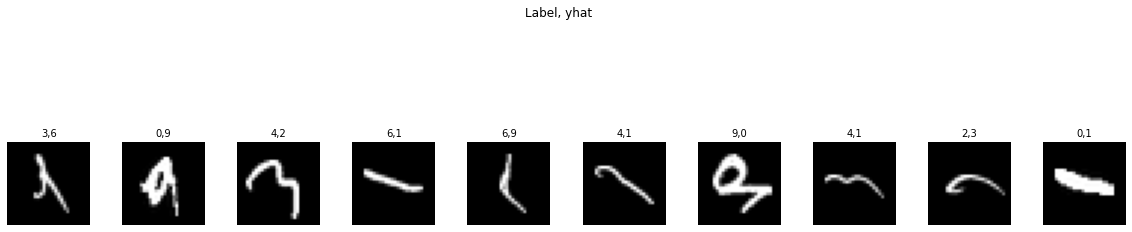 Label, yhat
3,6 0,9 4,2 6,1 6,9 4,1 9,0 4,1 2,3 0,1